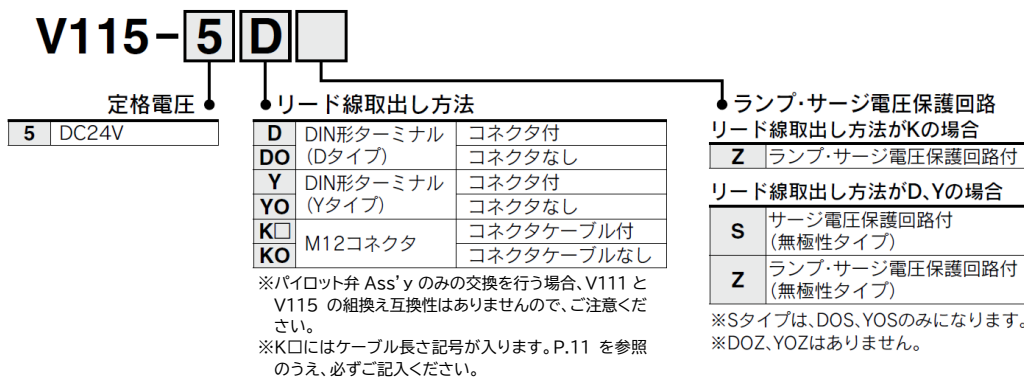 V115-5D□
定格電圧
5 DC24V
リード線取出し方法
D DIN形ターミナル(Dタイプ) コネクタ付
DO コネクタなし
Y DIN形ターミナル(Yタイプ) コネクタ付
YO コネクタなし
K□ M12コネクタ コネクタケーブル付
KO コネクタケーブルなし
※パイロット弁 Ass'y のみの交換を行う場合、V111 と
V115 の組換え互換性はありませんので、ご注意くだ
さい。
※K□にはケーブル長さ記号が入ります。P.11 を参照
のうえ、必ずご記入ください。
ランプ・サージ電圧保護回路
リード線取出し方法がKの場合
Z ランプ・サージ電圧保護回路付
リード線取出し方法がD、Yの場合
S サージ電圧保護回路付
(無極性タイプ)
Z ランプ・サージ電圧保護回路付
(無極性タイプ)
※Sタイプは、DOS、YOSのみになります。
※DOZ、YOZはありません。